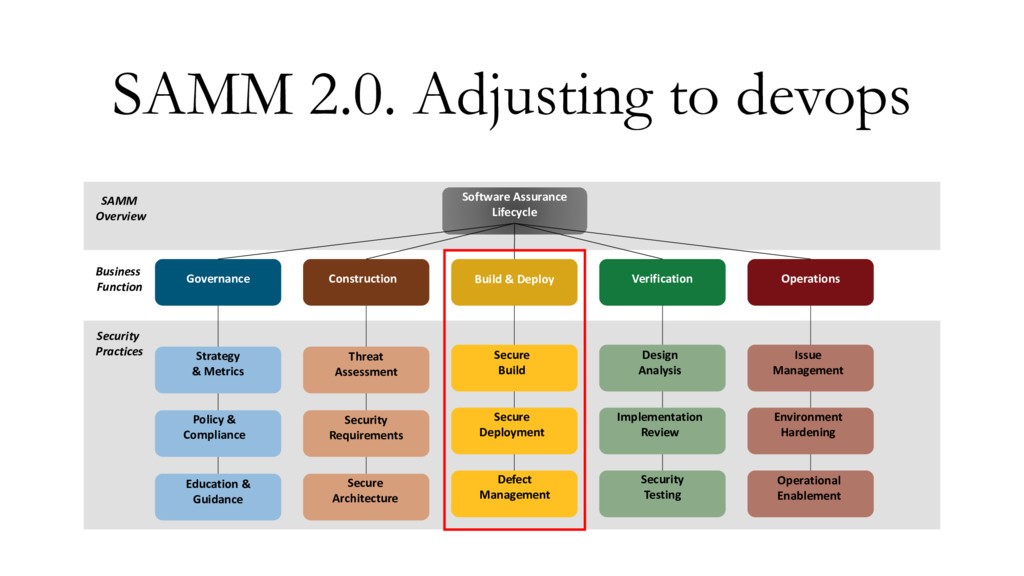 SAMM 2.0. Adjusting to devops
SAMM
Overview
Software Assurance
Lifecycle
Business
Function
Governance
Construction
Build & Deploy
Verification
Operations
Security
Practices
Strategy
& Metrics
Threat
Assessment
Secure
Build
Design
Analysis
Issue
Management
Policy &
Compliance
Security
Requirements
Secure
Deployment
Implementation
Review
Environment
Hardening
Education &
Guidance
Secure
Architecture
Defect
Management
Security
Testing
Operational
Enablement